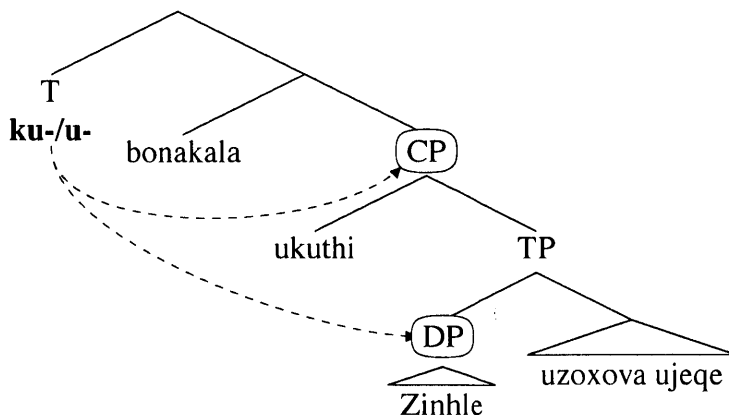 T
ku-/u-
bonakala
CP
ukuthi
TP
DP
uzoxova ujeqe
Zinhle